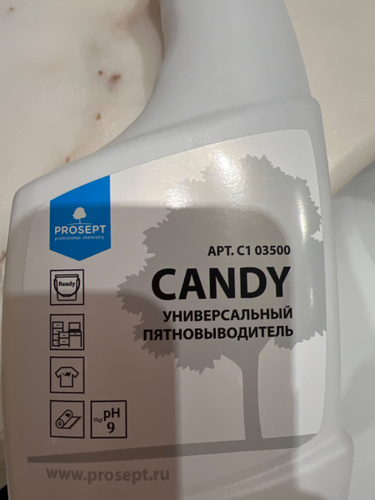 PROSEPT
professional chemistry
АРТ. C1 03500
CANDY
УНИВЕРСАЛЬНЫЙ
ПЯТНОВЫВОДИТЕЛЬ
Ready
~pH
9
www.prosept.ru